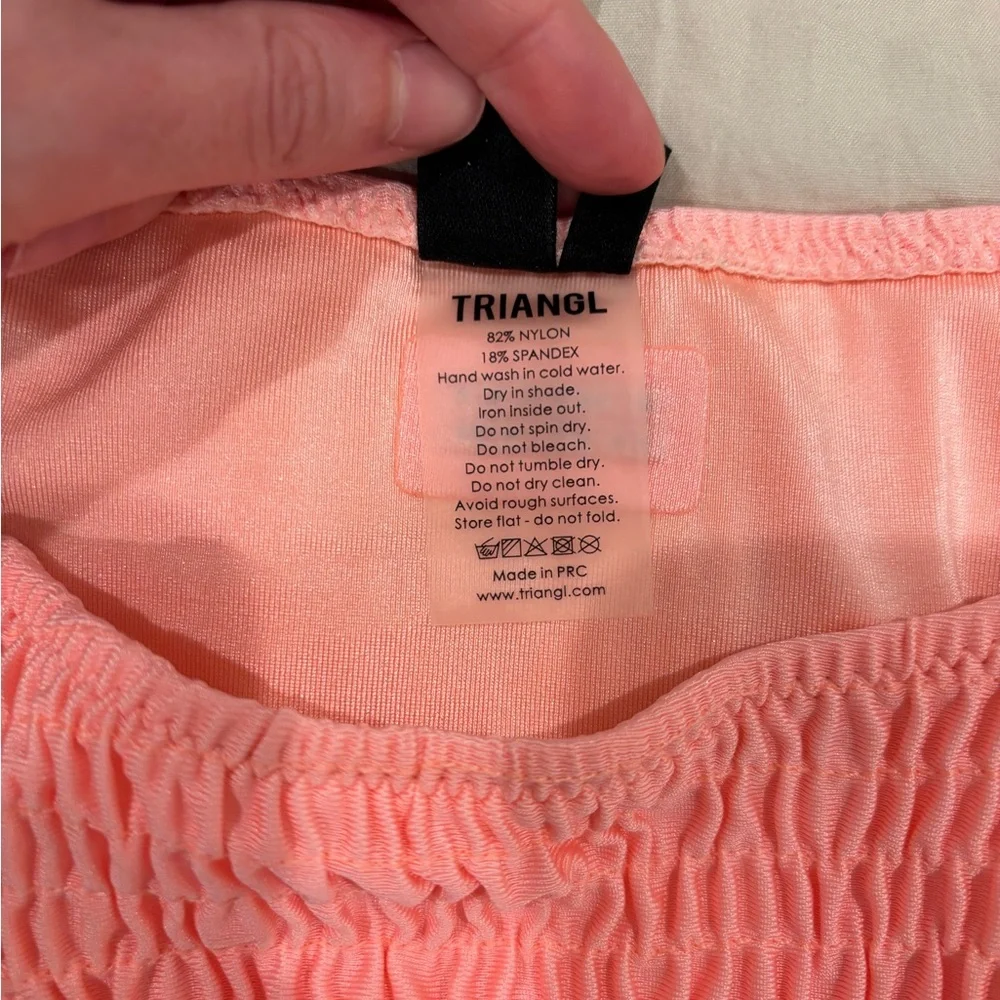 TRIANGL
82% NYLON
18% SPANDEX
Hand wash in cold water.
Dry in shade.
Iron Inside out.
Do not spin dry.
Do not bleach.
Do not tumble dry.
Do not dry clean.
Avoid rough surfaces.
Store flat - do not fold.
Made in PRC
www.triangl.com